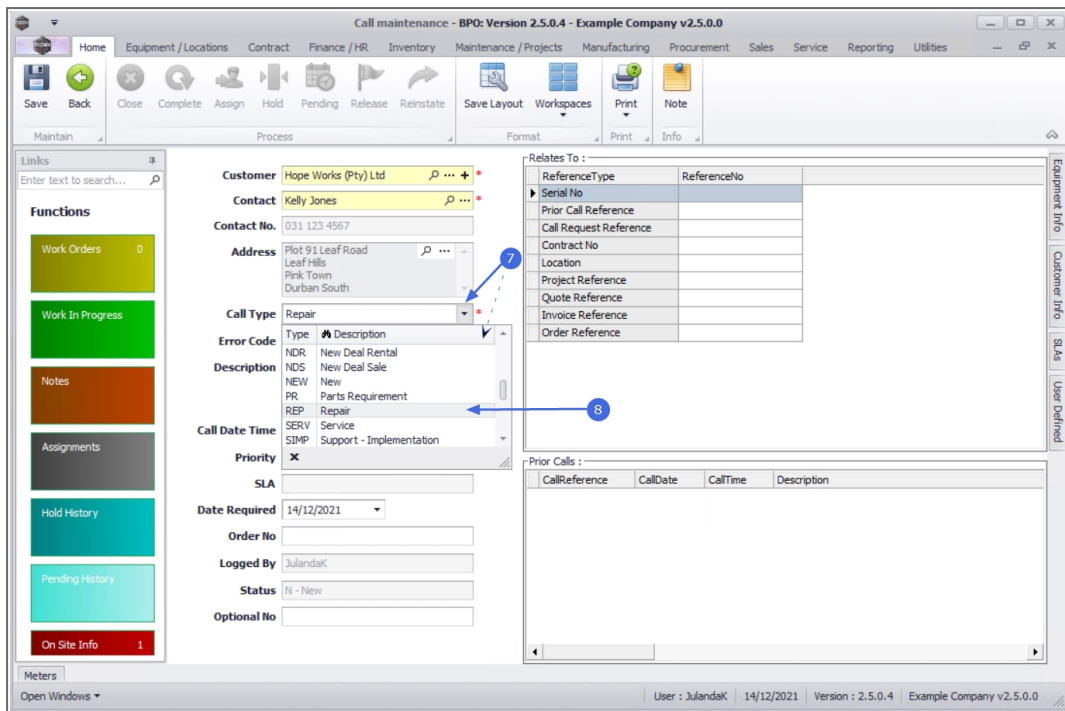 Call maintenance - BPO: Version 2.5.0.4 - Example Company v2.5.0.0
Home Equipment / Locations Contract Finance / HR Inventory Maintenance / Projects Manufacturing Procurement Sales Service Reporting Utilities
Save Back Close Complete Assign Hold Pending Release Reinstate Save Layout Workspaces Print Note
Maintain Process Format Print Info
Links
Enter text to search...
Functions
Work Orders 0
Work In Progress
Notes
Assignments
Hold History
Pending History
On Site Info 1
Customer Hope Works (Pty) Ltd *
Contact Kelly Jones *
Contact No. 031 123 4567
Address Plot 91 Leaf Road
Leaf Hills
Pink Town
Durban South
7
Call Type Repair *
Error Code
Description
Type Description
NDR New Deal Rental
NDS New Deal Sale
NEW New
PR Parts Requirement
REP Repair
8
SERV Service
SIMP Support - Implementation
Call Date Time
Priority
SLA
Date Required 14/12/2021
Order No
Logged By JulandaK
Status N - New
Optional No
Relates To :
ReferenceType ReferenceNo
Serial No
Prior Call Reference
Call Request Reference
Contract No
Location
Project Reference
Quote Reference
Invoice Reference
Order Reference
Prior Calls :
CallReference CallDate CallTime Description
Equipment Info
Customer Info
SLAs
User Defined
Meters
Open Windows
User : JulandaK 14/12/2021 Version : 2.5.0.4 Example Company v2.5.0.0